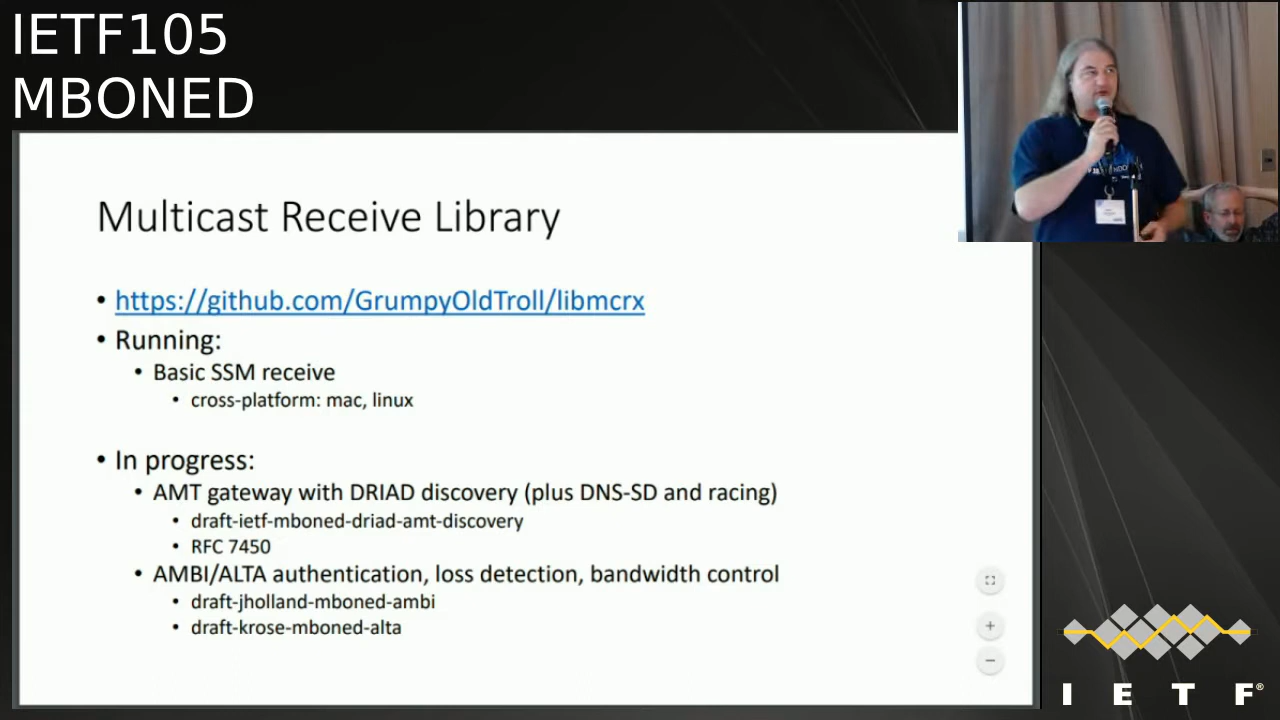 IETF105
MBONED
Multicast Receive Library
• https://github.com/GrumpyOldTroll/libmcrx
• Running:
• Basic SSM receive
• cross-platform: mac, linux
• In progress:
• AMT gateway with DRIAD discovery (plus DNS-SD and racing)
• draft-ietf-mboned-driad-amt-discovery
• RFC 7450
• AMBI/ALTA authentication, loss detection, bandwidth control
• draft-jholland-mboned-ambi
• draft-krose-mboned-alta
I E T F®